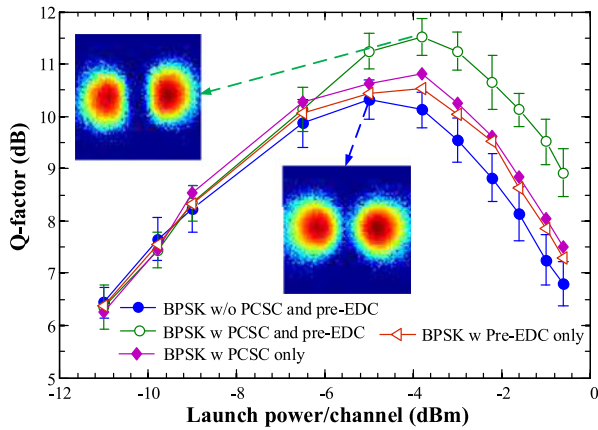 12
11
10
9
8
7
6
5
Q-factor (dB)
BPSK w/o PCSC and pre-EDC
BPSK w PCSC and pre-EDC
BPSK w Pre-EDC only
BPSK w PCSC only
-12 -10 -8 -6 -4 -2 0
Launch power/channel (dBm)